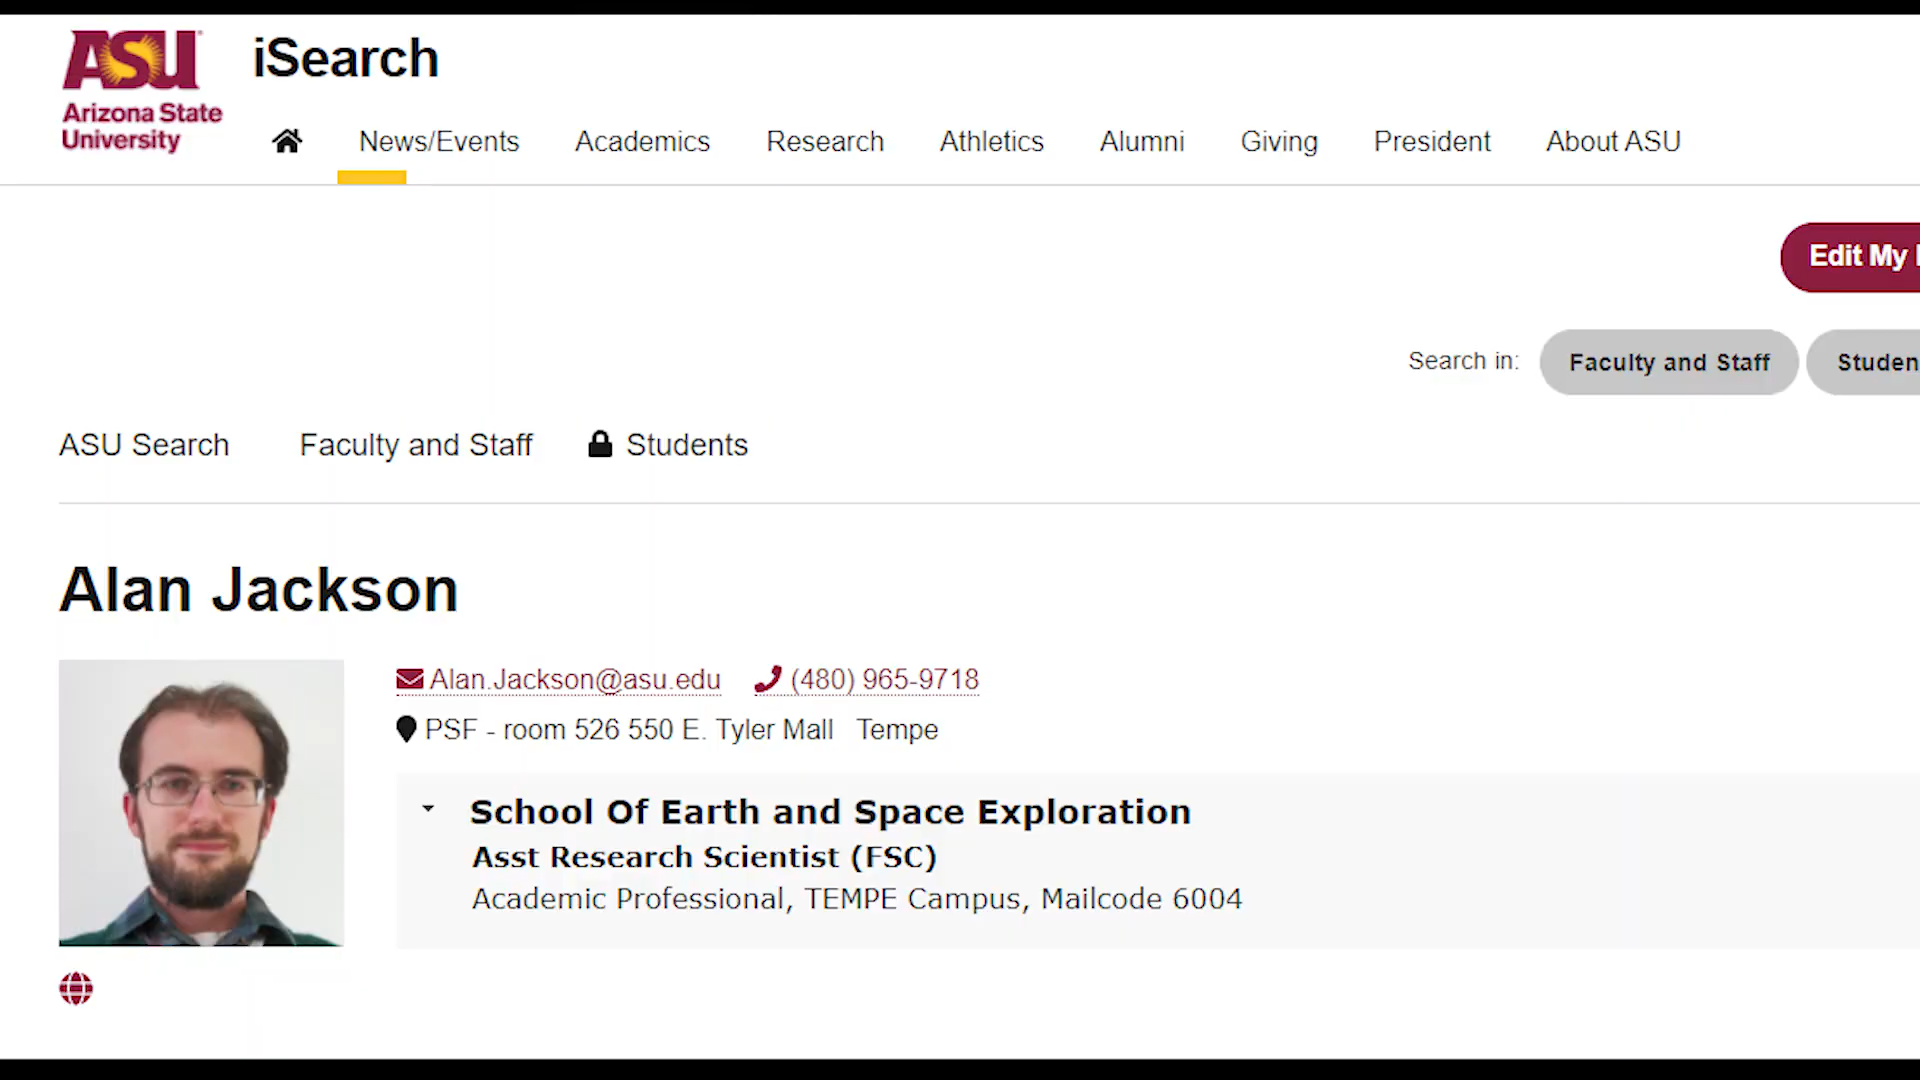 ASU
Arizona State
University
iSearch
News/Events Academics Research Athletics Alumni Giving President About ASU
Edit My
Search in: Faculty and Staff Studen
ASU Search Faculty and Staff Students
Alan Jackson
Alan.Jackson@asu.edu (480) 965-9718
PSF - room 526 550 E. Tyler Mall Tempe
School Of Earth and Space Exploration
Asst Research Scientist (FSC)
Academic Professional, TEMPE Campus, Mailcode 6004